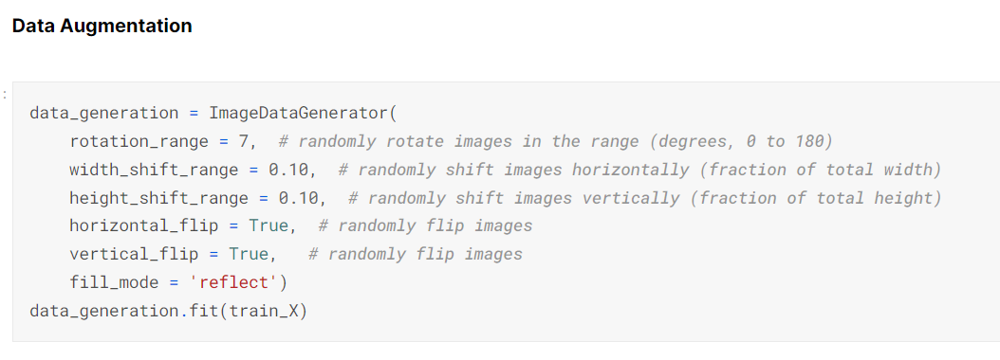 Data Augmentation
:
data_generation = ImageDataGenerator(
    rotation_range = 7,  # randomly rotate images in the range (degrees, 0 to 180)
    width_shift_range = 0.10,  # randomly shift images horizontally (fraction of total width)
    height_shift_range = 0.10,  # randomly shift images vertically (fraction of total height)
    horizontal_flip = True,  # randomly flip images
    vertical_flip = True,   # randomly flip images
    fill_mode = 'reflect')
data_generation.fit(train_X)